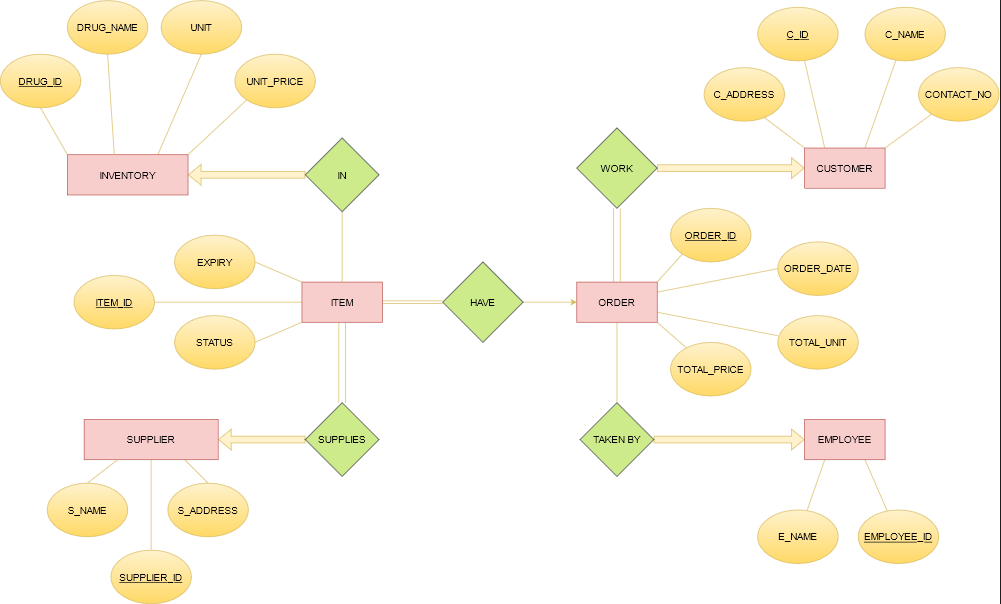 DRUG_NAME
UNIT
DRUG_ID
UNIT_PRICE
INVENTORY
IN
C_ID
C_NAME
C_ADDRESS
CONTACT_NO
WORK
CUSTOMER
EXPIRY
ITEM_ID
STATUS
ITEM
HAVE
ORDER
ORDER_ID
ORDER_DATE
TOTAL_UNIT
TOTAL_PRICE
SUPPLIER
SUPPLIES
TAKEN BY
EMPLOYEE
S_NAME
S_ADDRESS
SUPPLIER_ID
E_NAME
EMPLOYEE_ID